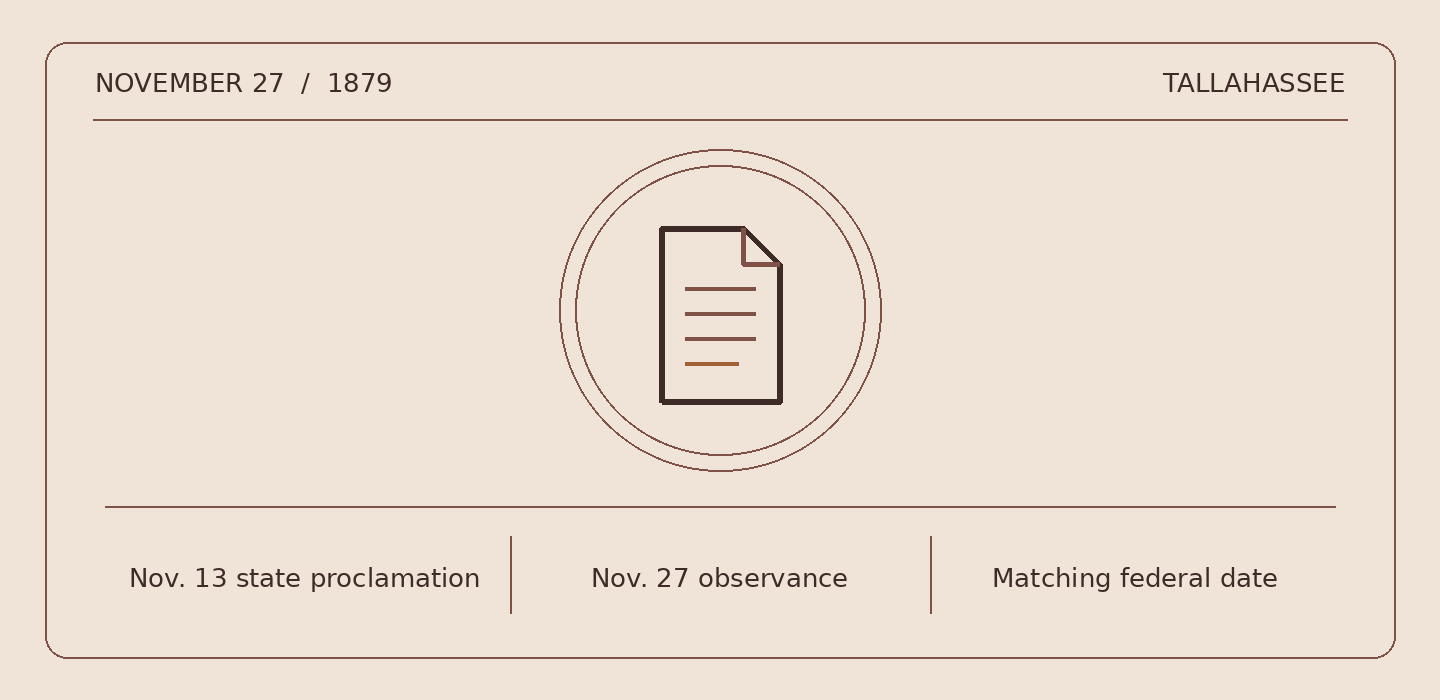 NOVEMBER 27 / 1879
TALLAHASSEE
Nov. 13 state proclamation
Nov. 27 observance
Matching federal date